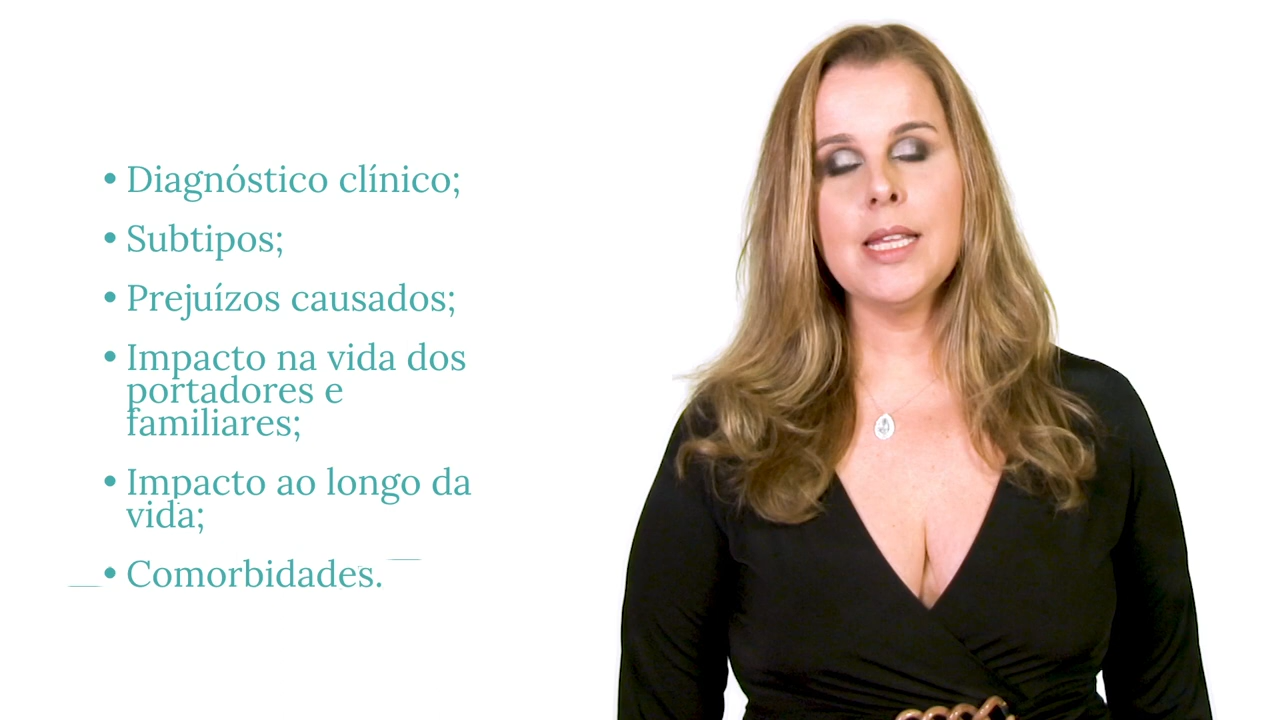 • Diagnóstico clínico;
• Subtipos;
• Prejuízos causados;
• Impacto na vida dos
portadores e
familiares;
• Impacto ao longo da
vida;
• Comorbidades.